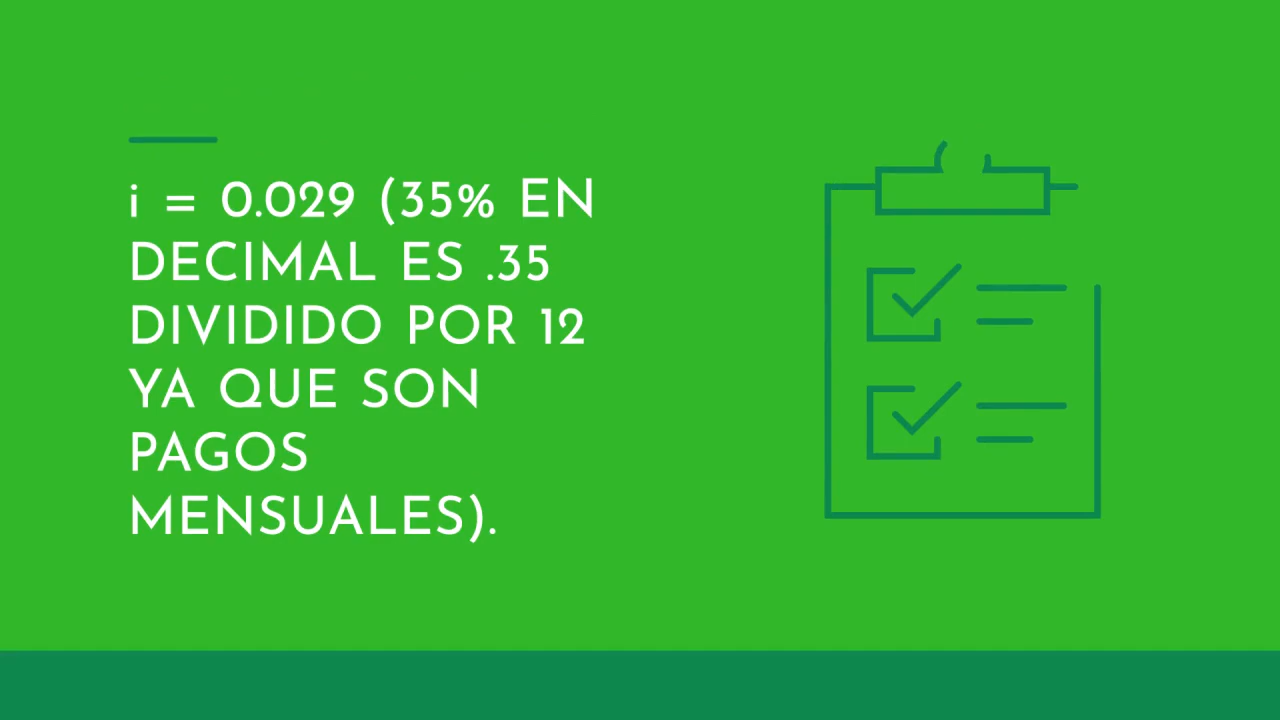 i = 0.029 (35% EN
DECIMAL ES .35
DIVIDIDO POR 12
YA QUE SON
PAGOS
MENSUALES).